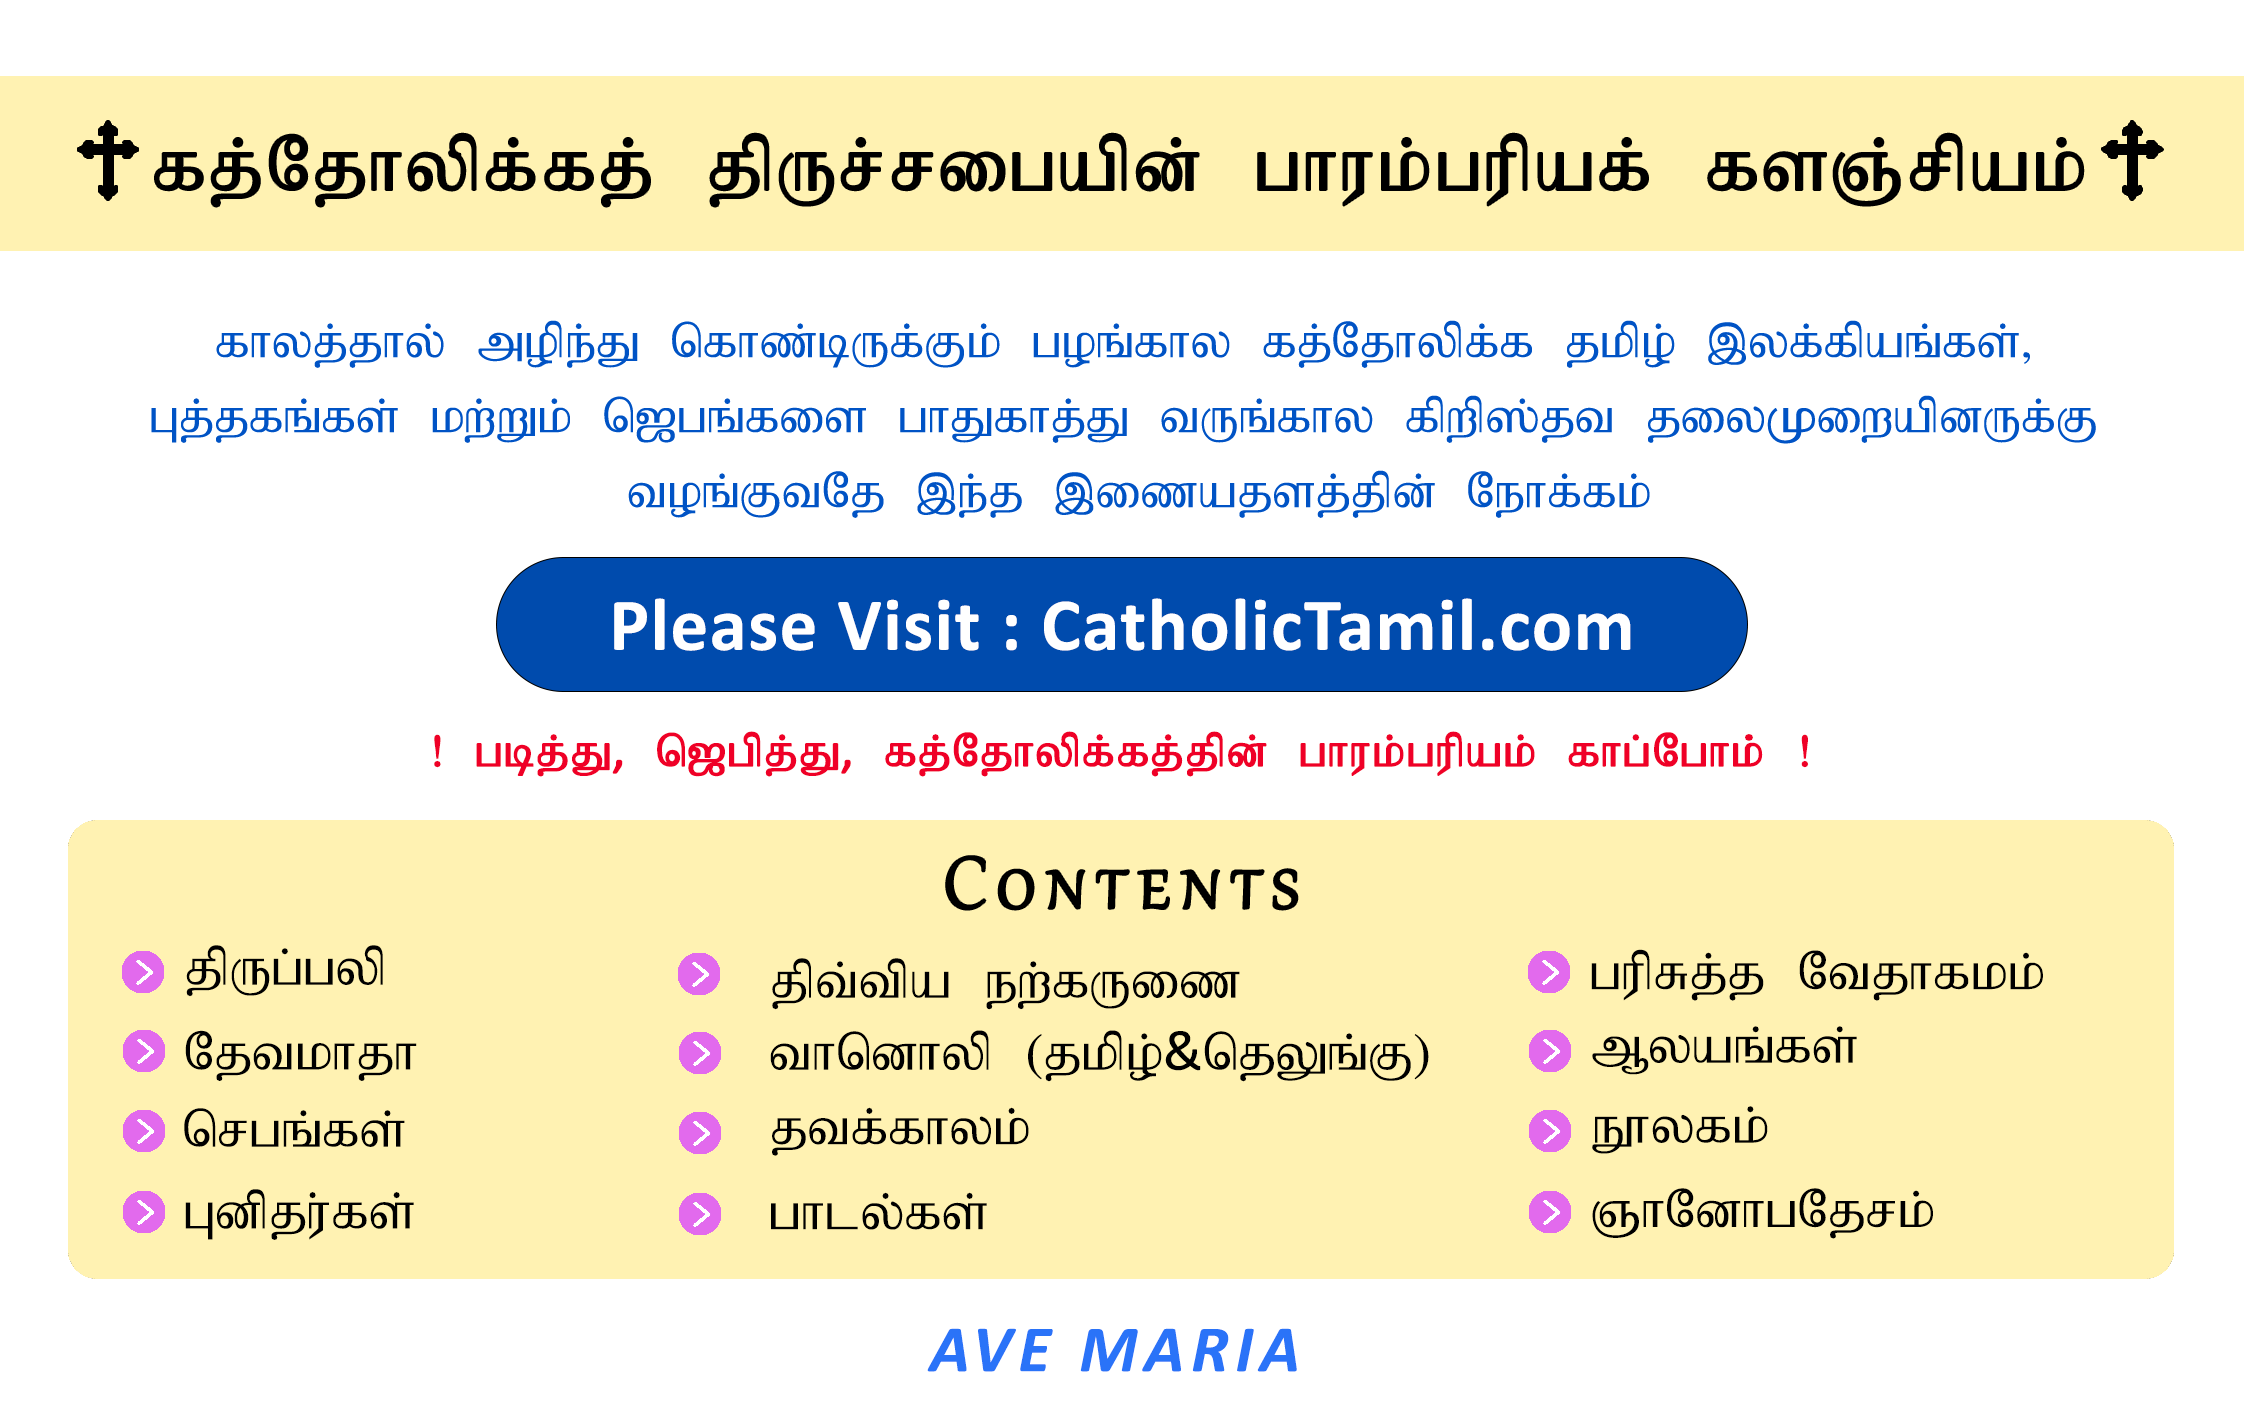 கத்தோலிக்கத் திருச்சபையின் பாரம்பரியக் களஞ்சியம்
காலத்தால் அழிந்து கொண்டிருக்கும் பழங்கால கத்தோலிக்க தமிழ் இலக்கியங்கள்,
புத்தகங்கள் மற்றும் ஜெபங்களை பாதுகாத்து வருங்கால கிறிஸ்தவ தலைமுறையினருக்கு
வழங்குவதே இந்த இணையதளத்தின் நோக்கம்
Please Visit : CatholicTamil.com
! படித்து, ஜெபித்து, கத்தோலிக்கத்தின் பாரம்பரியம் காப்போம் !
CONTENTS
திருப்பலி
தேவமாதா
செபங்கள்
புனிதர்கள்
திவ்விய நற்கருணை
வானொலி (தமிழ்&தெலுங்கு)
தவக்காலம்
பாடல்கள்
பரிசுத்த வேதாகமம்
ஆலயங்கள்
நூலகம்
ஞானோபதேசம்
AVE MARIA